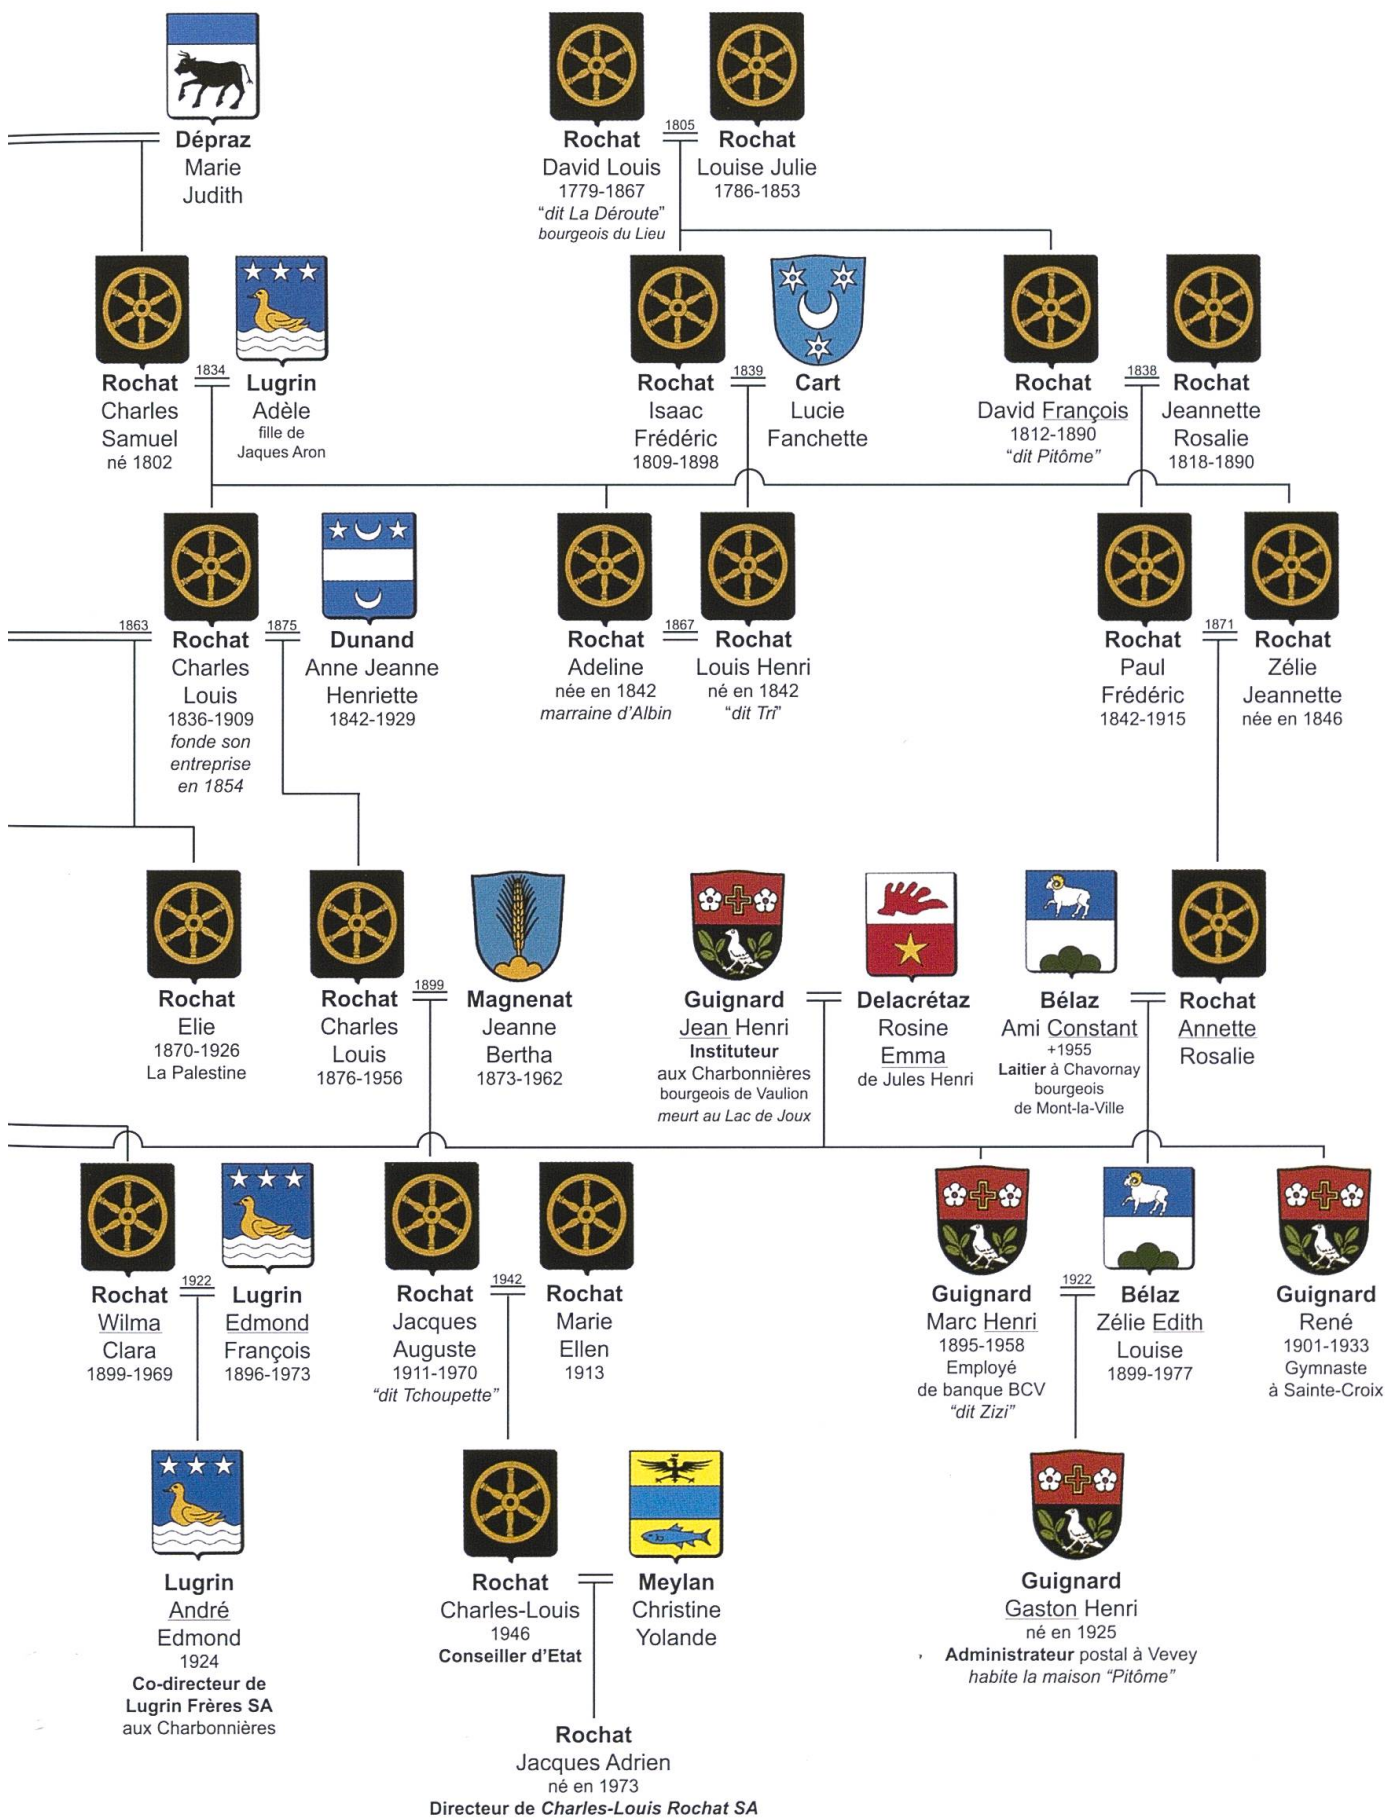 Dépraz
Marie
Judith
Rochat
David Louis
1779-1867
“dit La Déroute”
bourgeois du Lieu
1805
Rochat
Louise Julie
1786-1853
Rochat
Charles
Samuel
né 1802
1834
Lugrin
Adèle
fille de
Jaques Aron
Rochat
Isaac
Frédéric
1809-1898
1839
Cart
Lucie
Fanchette
Rochat
David François
1812-1890
“dit Pitôme”
1838
Rochat
Jeannette
Rosalie
1818-1890
1863
Rochat
Charles
Louis
1836-1909
fonde son
entreprise
en 1854
1875
Dunand
Anne Jeanne
Henriette
1842-1929
Rochat
Adeline
née en 1842
marraine d’Albin
1867
Rochat
Louis Henri
né en 1842
“dit Tri”
Rochat
Paul
Frédéric
1842-1915
1871
Rochat
Zélie
Jeannette
née en 1846
Rochat
Elie
1870-1926
La Palestine
Rochat
Charles
Louis
1876-1956
1899
Magnenat
Jeanne
Bertha
1873-1962
Guignard
Jean Henri
Instituteur
aux Charbonnières
bourgeois de Vaulion
meurt au Lac de Joux
Delacrétaz
Rosine
Emma
de Jules Henri
Bélaz
Ami Constant
+1955
Laitier à Chavornay
bourgeois
de Mont-la-Ville
Rochat
Annette
Rosalie
Rochat
Wilma
Clara
1899-1969
1922
Lugrin
Edmond
François
1896-1973
Rochat
Jacques
Auguste
1911-1970
“dit Tchoupette”
1942
Rochat
Marie
Ellen
1913
Guignard
Marc Henri
1895-1958
Employé
de banque BCV
“dit Zizi”
1922
Bélaz
Zélie Edith
Louise
1899-1977
Guignard
René
1901-1933
Gymnaste
à Sainte-Croix
Lugrin
André
Edmond
1924
Co-directeur de
Lugrin Frères SA
aux Charbonnières
Rochat
Charles-Louis
1946
Conseiller d’Etat
Meylan
Christine
Yolande
Guignard
Gaston Henri
né en 1925
Administrateur postal à Vevey
habite la maison “Pitôme”
Rochat
Jacques Adrien
né en 1973
Directeur de Charles-Louis Rochat SA